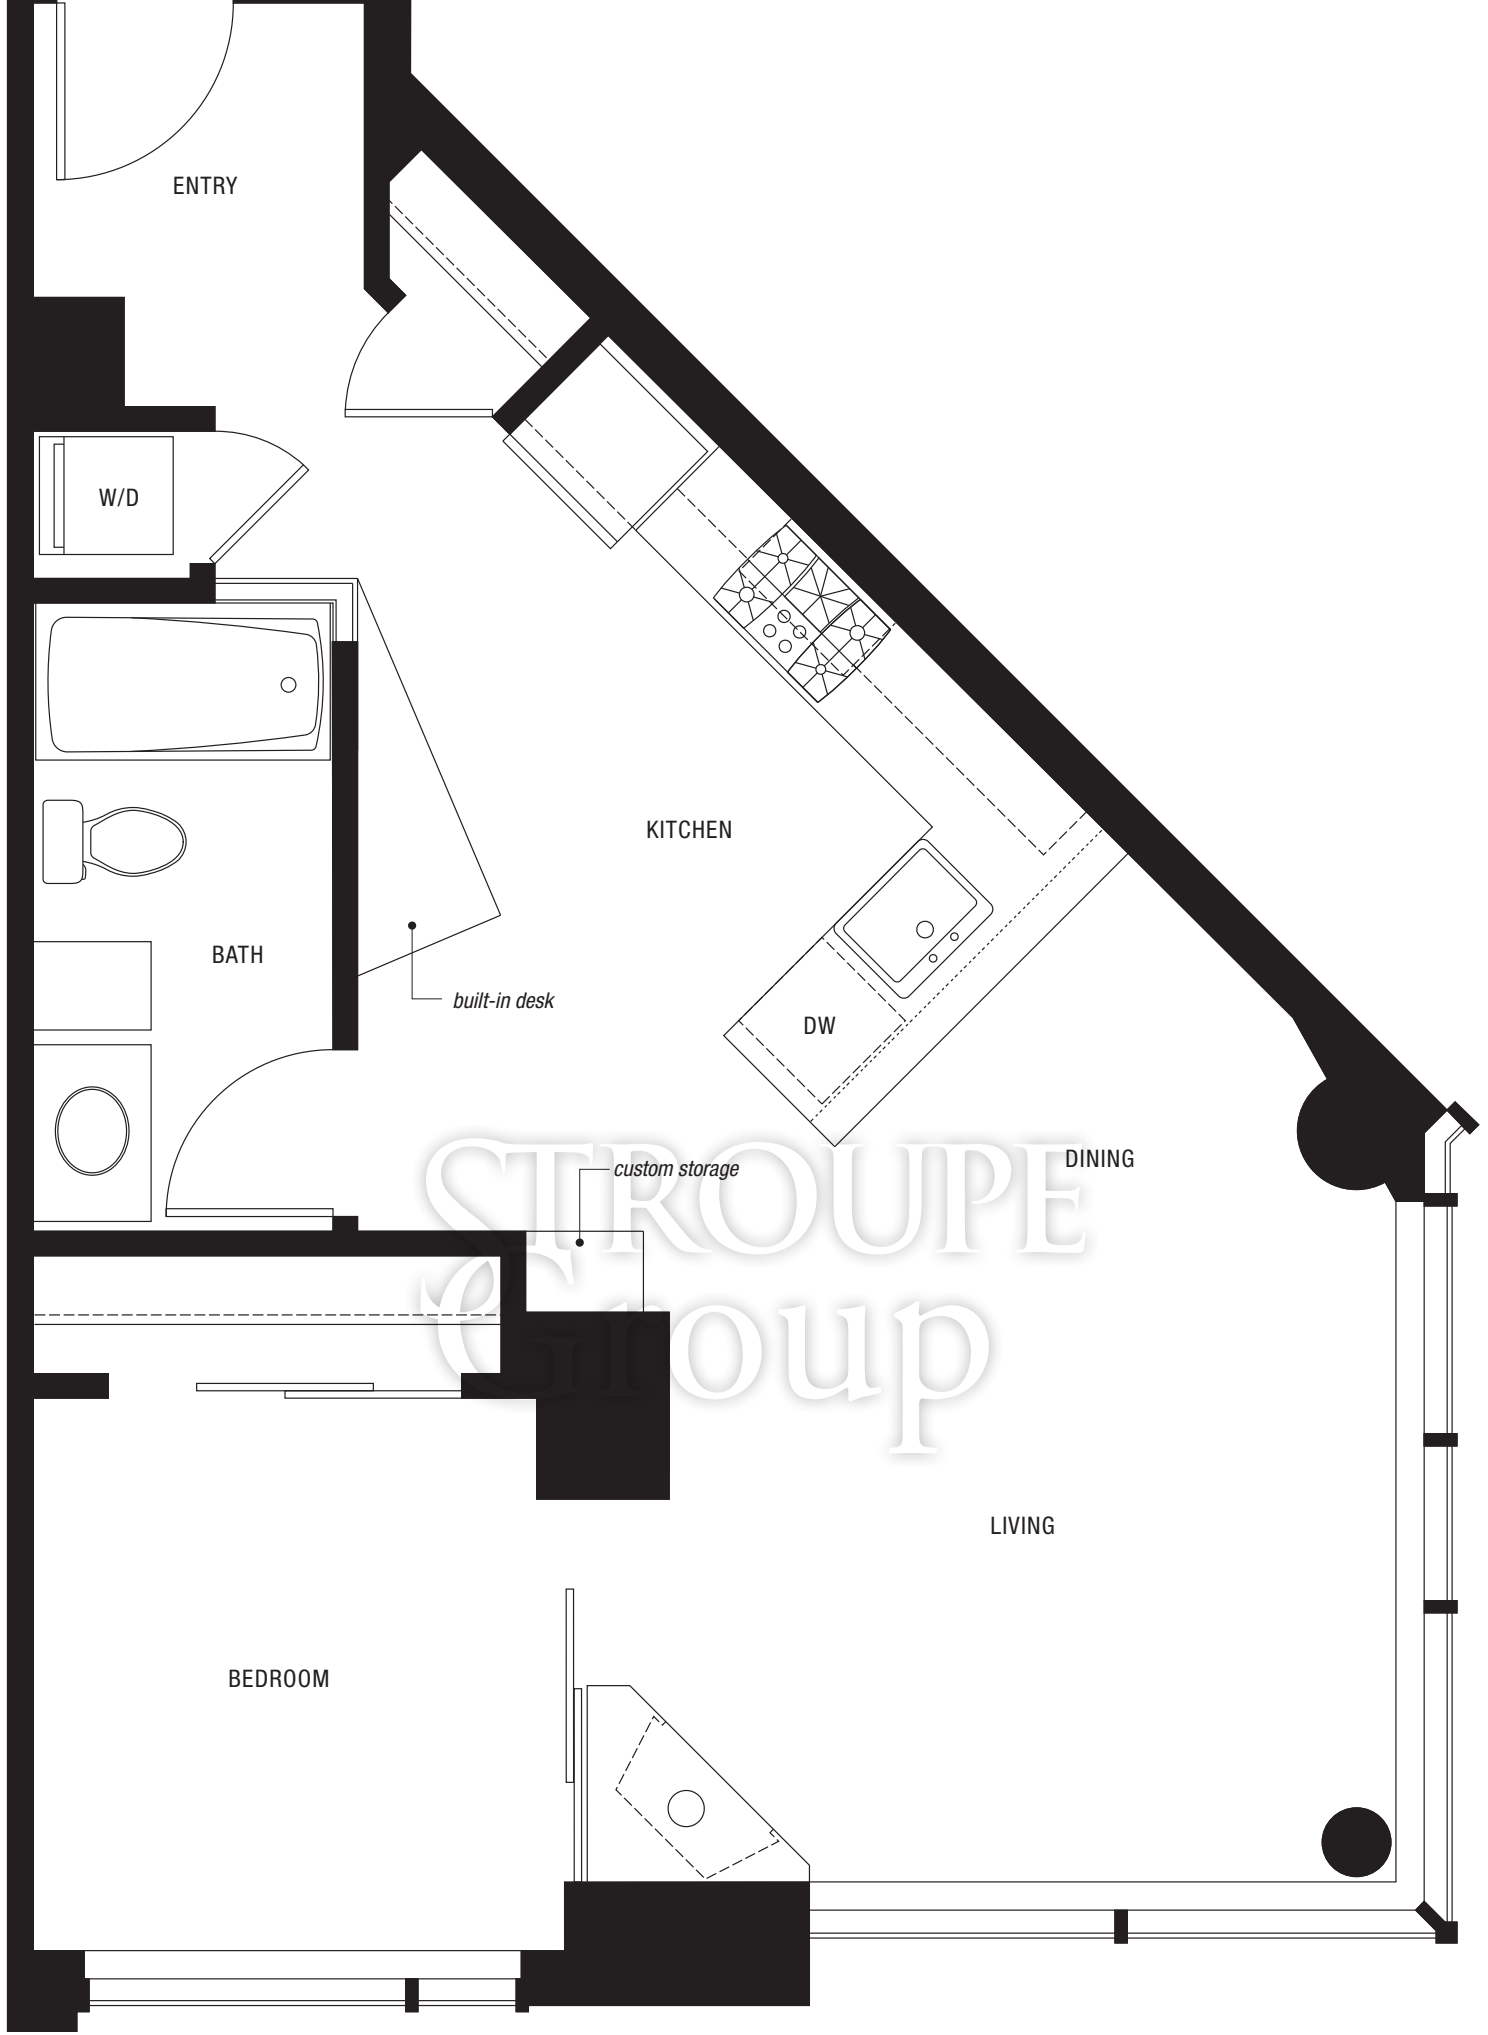 ENTRY
W/D
KITCHEN
BATH
built-in desk
DW
DINING
custom storage
STROUPE
Group
LIVING
BEDROOM